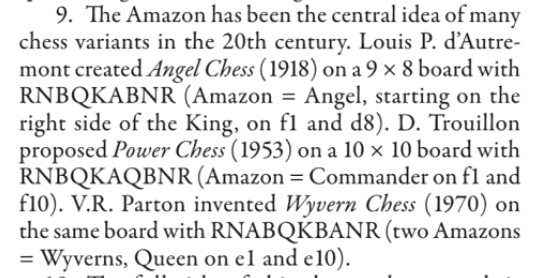 9. The Amazon has been the central idea of many
chess variants in the 20th century. Louis P. d'Autre-
mont created Angel Chess (1918) on a 9 × 8 board with
RNBQKABNR (Amazon = Angel, starting on the
right side of the King, on f1 and d8). D. Trouillon
proposed Power Chess (1953) on a 10 × 10 board with
RNBQKAQBNR (Amazon = Commander on f1 and
f10). V.R. Parton invented Wyvern Chess (1970) on
the same board with RNABQKBANR (two Amazons
= Wyverns, Queen on e1 and e10).